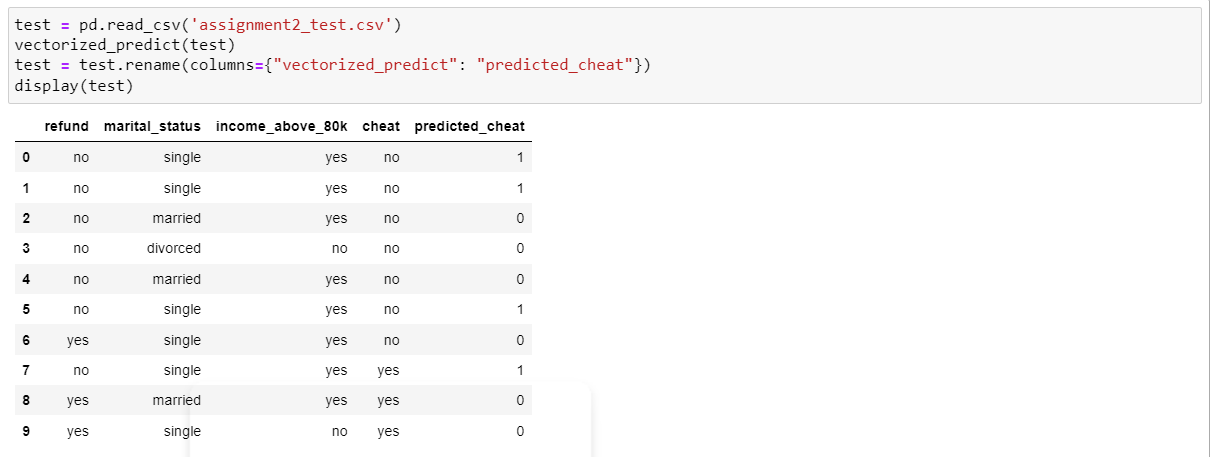 test = pd.read_csv('assignment2_test.csv')
vectorized_predict(test)
test = test.rename(columns={"vectorized_predict": "predicted_cheat"})
display(test)
refund marital_status income_above_80k cheat predicted_cheat
0 no single yes no 1
1 no single yes no 1
2 no married yes no 0
3 no divorced no no 0
4 no married yes no 0
5 no single yes no 1
6 yes single yes no 0
7 no single yes yes 1
8 yes married yes yes 0
9 yes single no yes 0